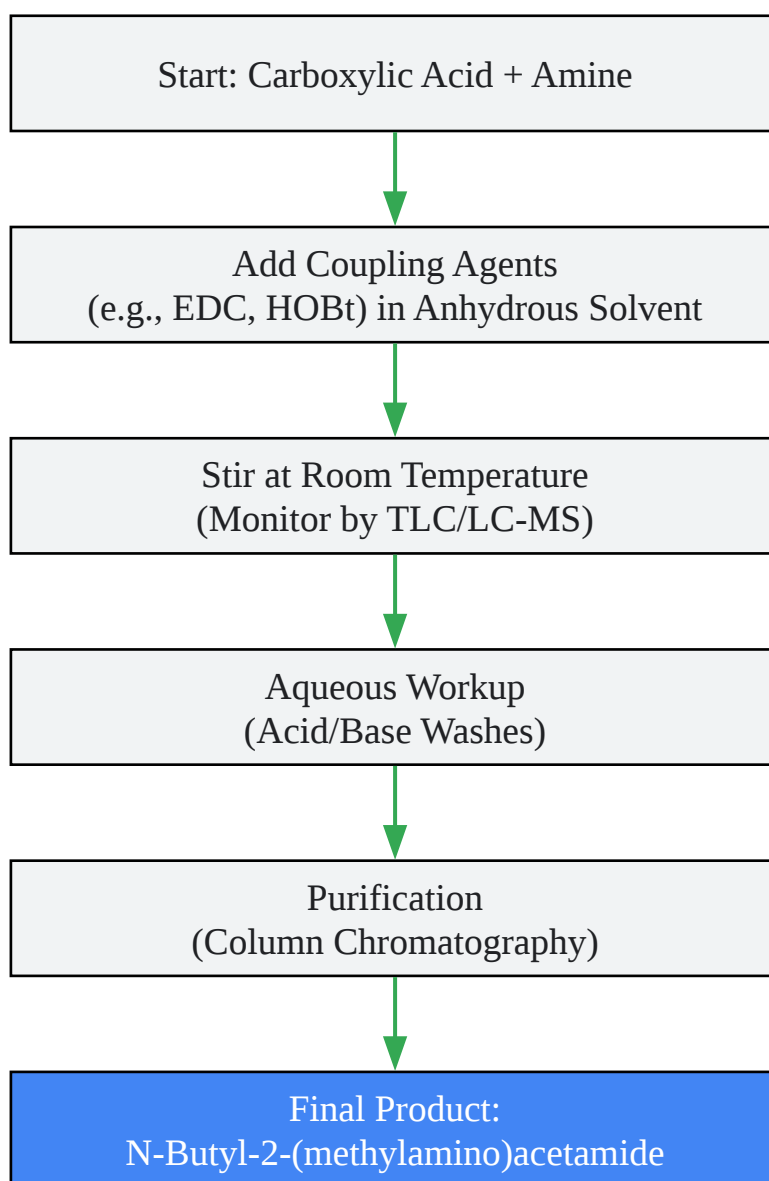 Start: Carboxylic Acid + Amine
Add Coupling Agents
(e.g., EDC, HOBt) in Anhydrous Solvent
Stir at Room Temperature
(Monitor by TLC/LC-MS)
Aqueous Workup
(Acid/Base Washes)
Purification
(Column Chromatography)
Final Product:
N-Butyl-2-(methylamino)acetamide